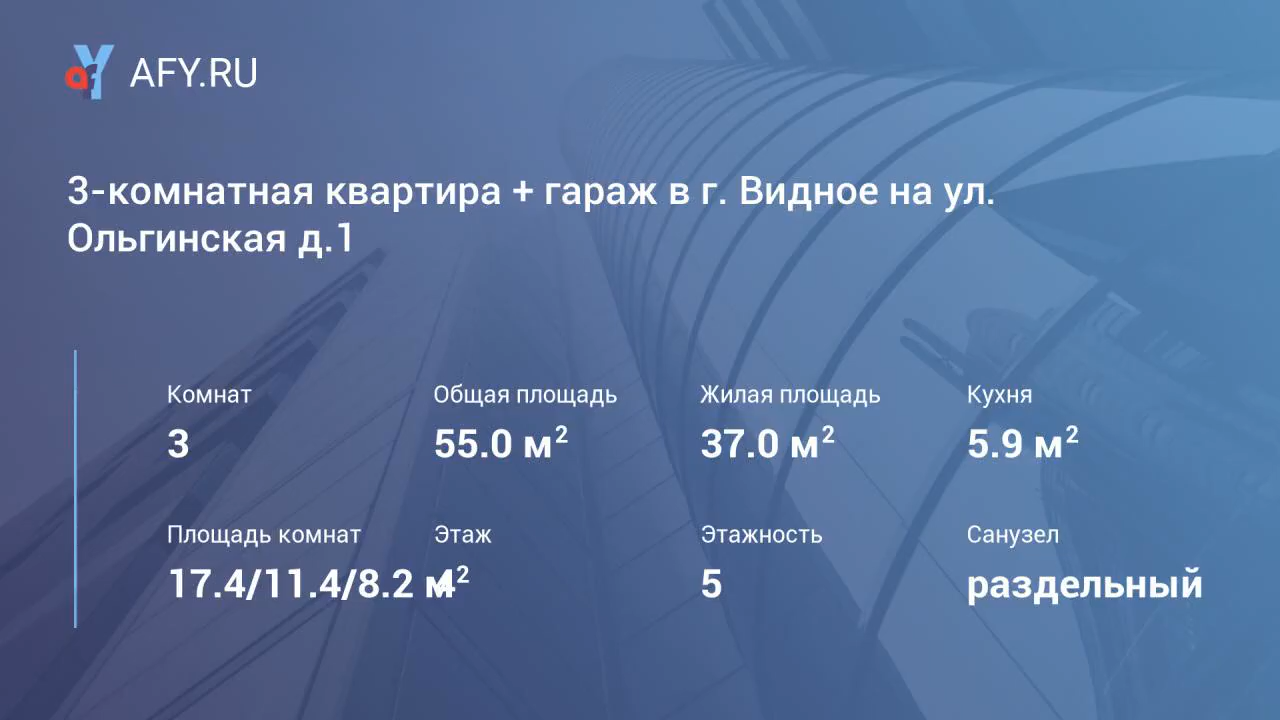 aYf AFY.RU
3-комнатная квартира + гараж в г. Видное на ул.
Ольгинская д.1
Комнат Общая площадь Жилая площадь Кухня
3 55.0 м² 37.0 м² 5.9 м²
Площадь комнат Этаж Этажность Санузел
17.4/11.4/8.2 м² 4 5 раздельный